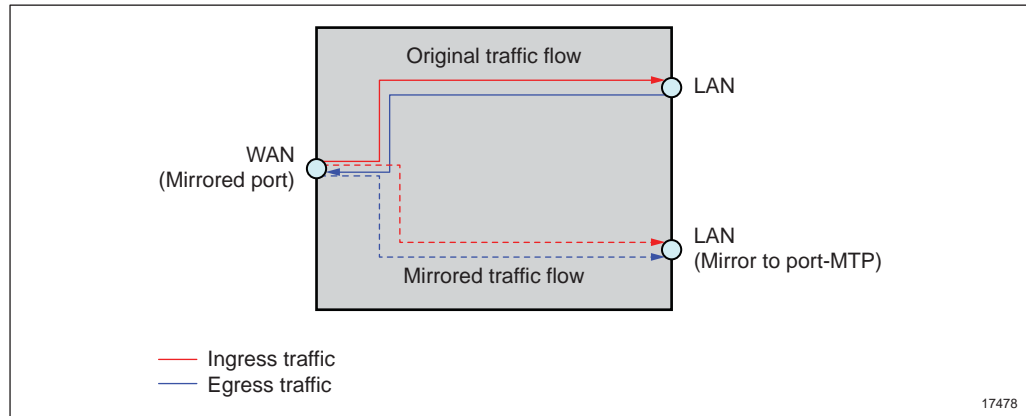 Original traffic flow
LAN
WAN
(Mirrored port)
LAN
(Mirror to port-MTP)
Mirrored traffic flow
Ingress traffic
Egress traffic
17478